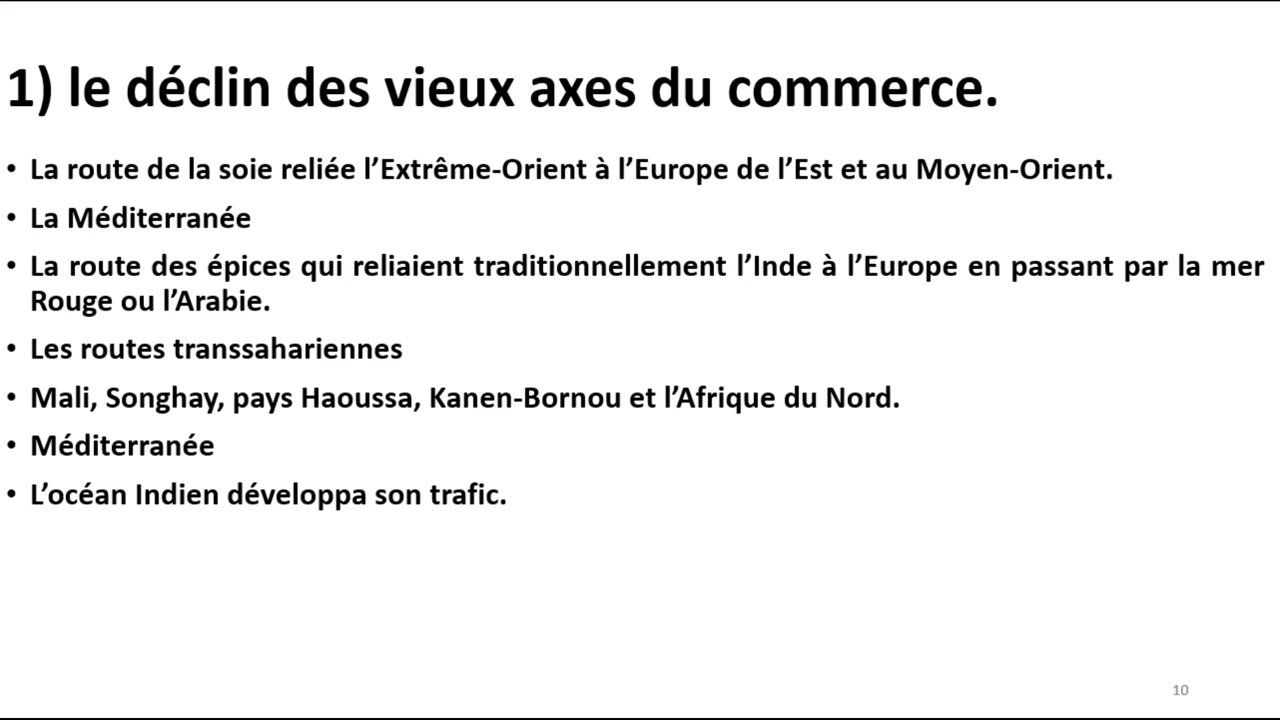 1) le déclin des vieux axes du commerce.
• La route de la soie reliée l’Extrême-Orient à l’Europe de l’Est et au Moyen-Orient.
• La Méditerranée
• La route des épices qui reliaient traditionnellement l’Inde à l’Europe en passant par la mer
Rouge ou l’Arabie.
• Les routes transsahariennes
• Mali, Songhay, pays Haoussa, Kanen-Bornou et l’Afrique du Nord.
• Méditerranée
• L’océan Indien développa son trafic.
10